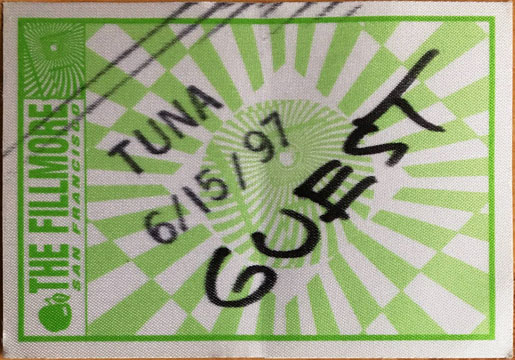 THE FILLMORE
SAN FRANCISCO
TUNA
6/15/97
GUEST